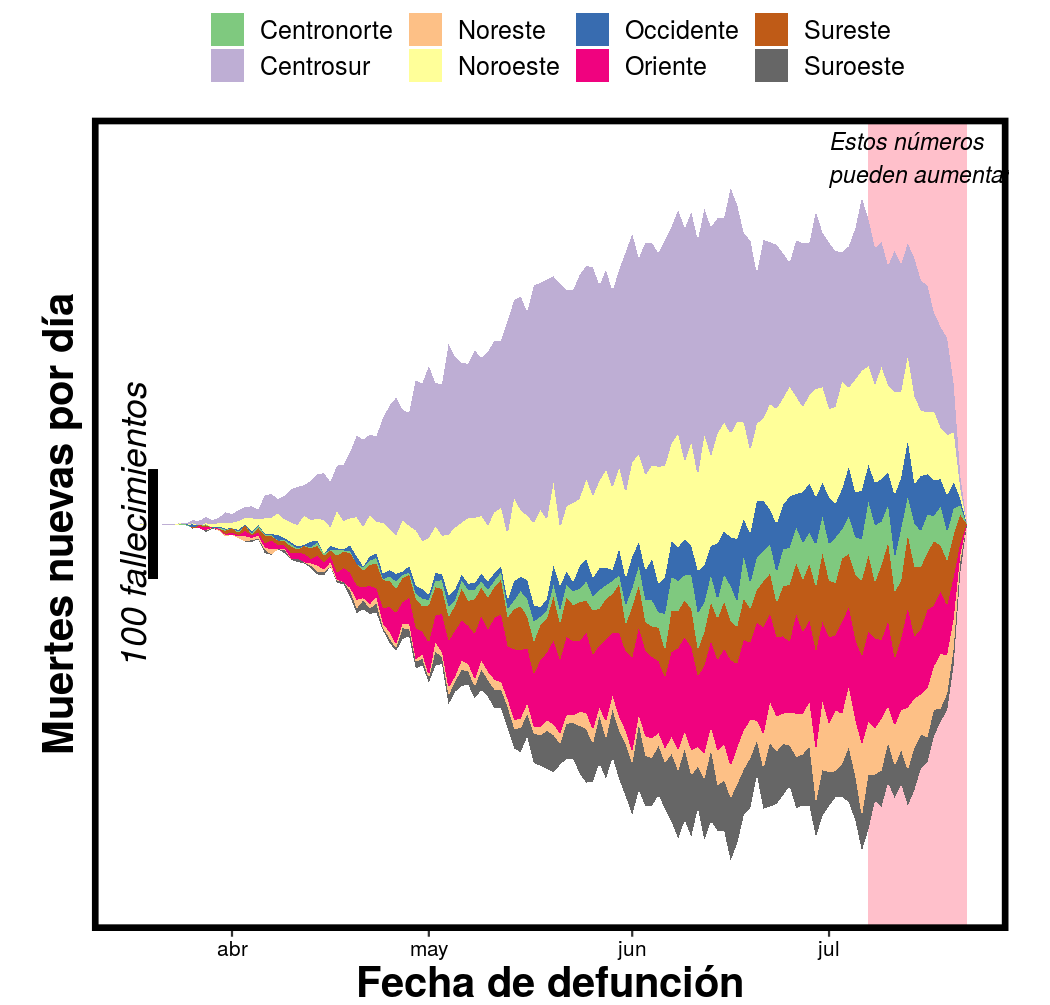 Centronorte Noreste Occidente Sureste
Centrosur Noroeste Oriente Suroeste
Estos números
pueden aumenta
Muertes nuevas por día
100 fallecimientos
abr may jun jul
Fecha de defunción